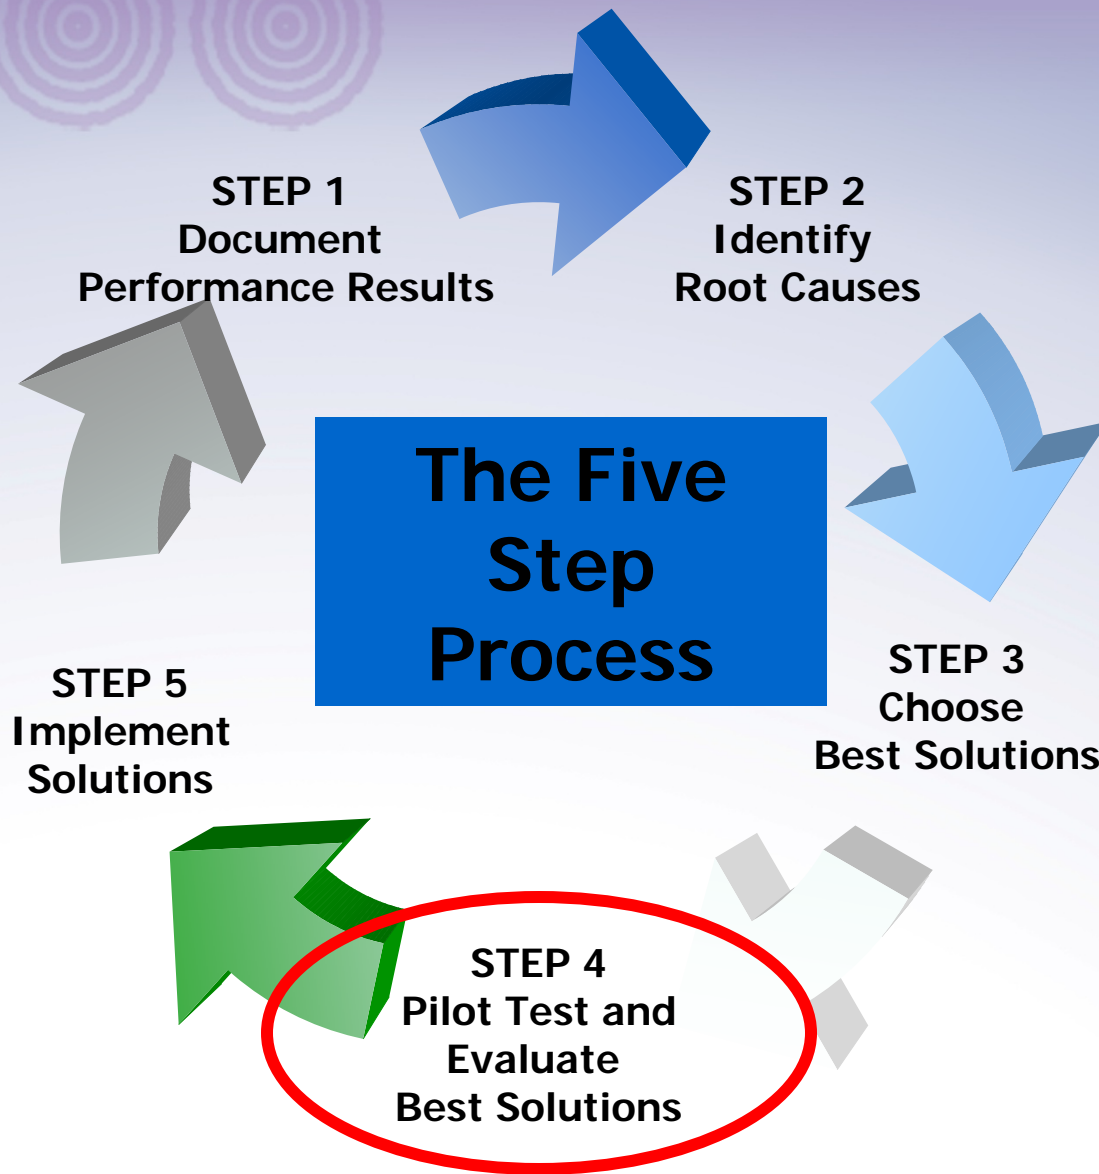 STEP 1
Document
Performance Results
STEP 2
Identify
Root Causes
The Five
Step
Process
STEP 3
Choose
Best Solutions
STEP 4
Pilot Test and
Evaluate
Best Solutions
STEP 5
Implement
Solutions